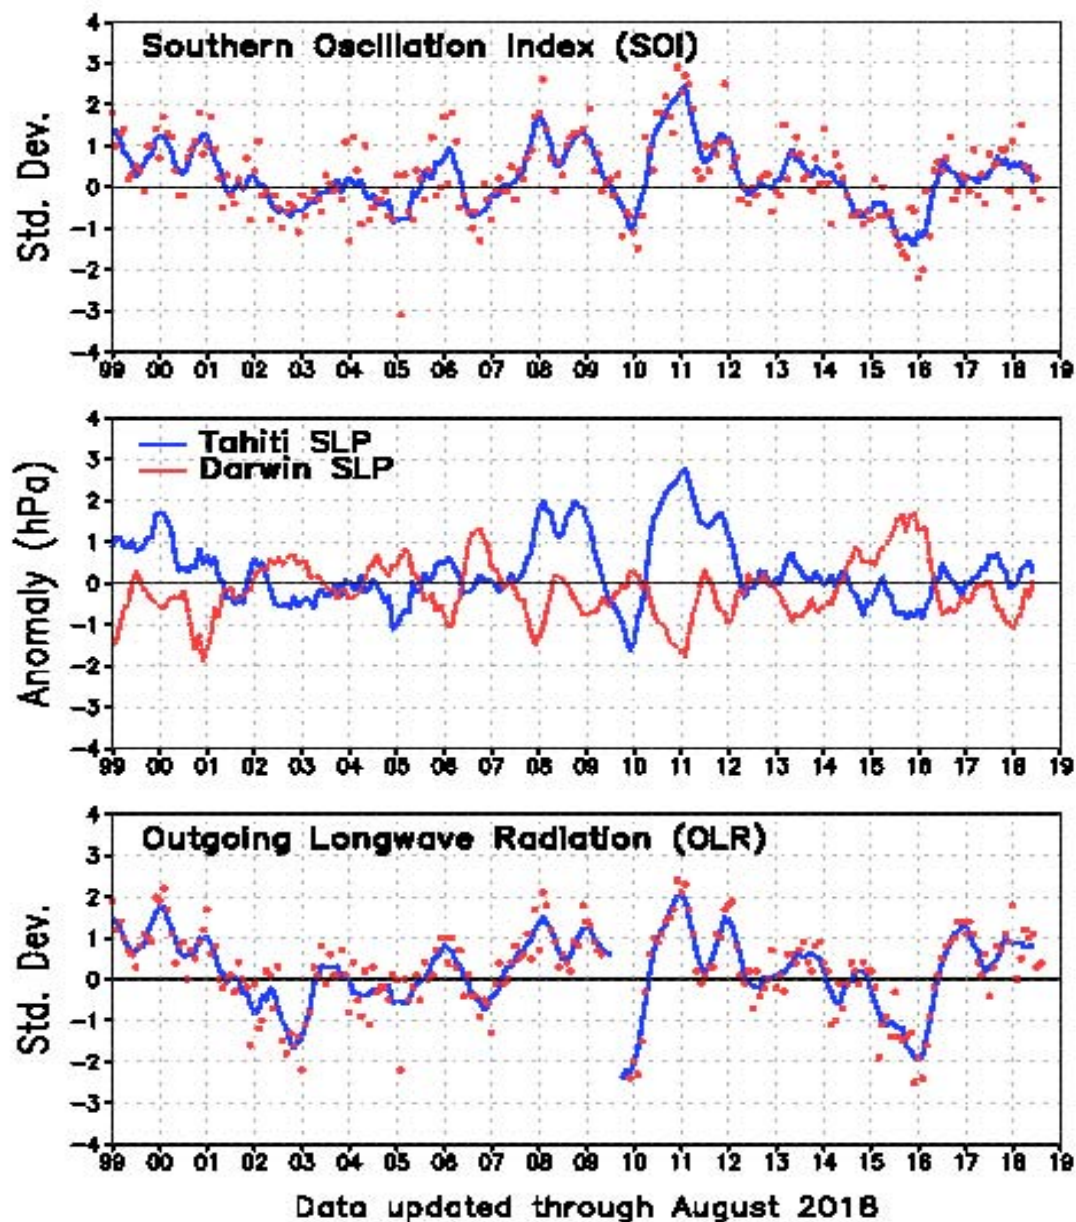 Southern Oscillation Index (SOI)
Std. Dev.
4
3
2
1
0
-1
-2
-3
-4
99 00 01 02 03 04 05 06 07 08 09 10 11 12 13 14 15 16 17 18 19
Tahiti SLP
Darwin SLP
Anomaly (hPa)
4
3
2
1
0
-1
-2
-3
-4
99 00 01 02 03 04 05 06 07 08 09 10 11 12 13 14 15 16 17 18 19
Outgoing Longwave Radiation (OLR)
Std. Dev.
4
3
2
1
0
-1
-2
-3
-4
99 00 01 02 03 04 05 06 07 08 09 10 11 12 13 14 15 16 17 18 19
Data updated through August 2018